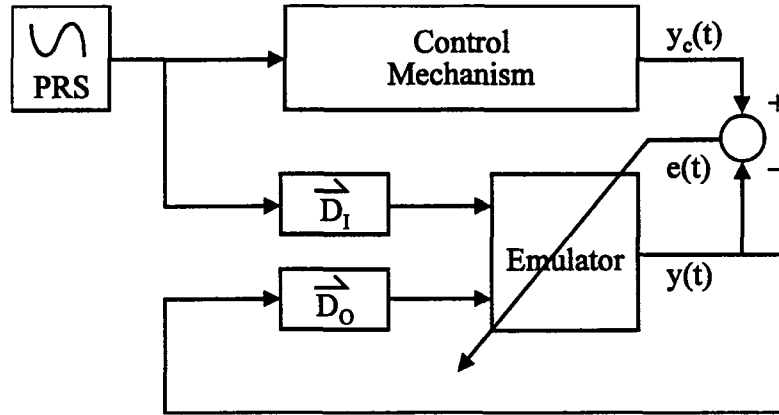 PRS
Control
Mechanism
y_c(t)
+
e(t)
−
D_I
Emulator
y(t)
D_O